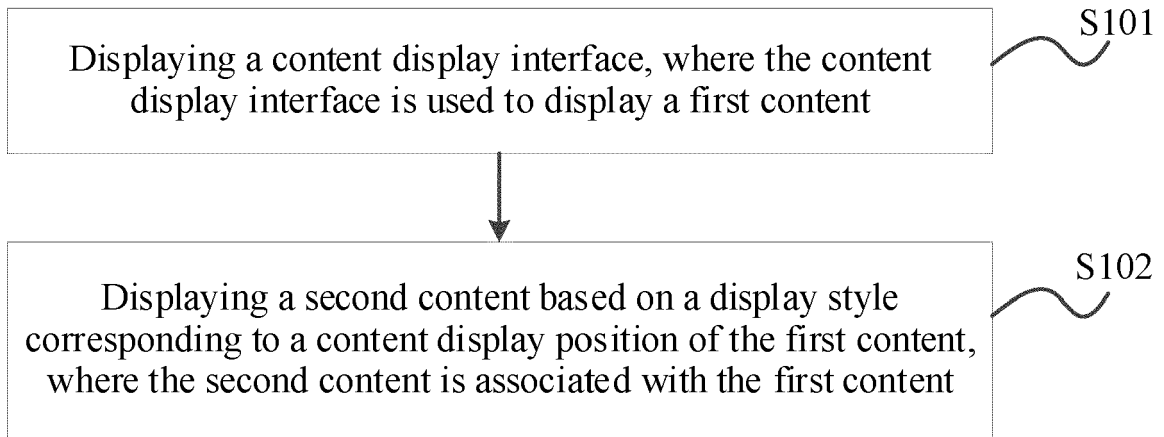 S101
Displaying a content display interface, where the content
display interface is used to display a first content
S102
Displaying a second content based on a display style
corresponding to a content display position of the first content,
where the second content is associated with the first content